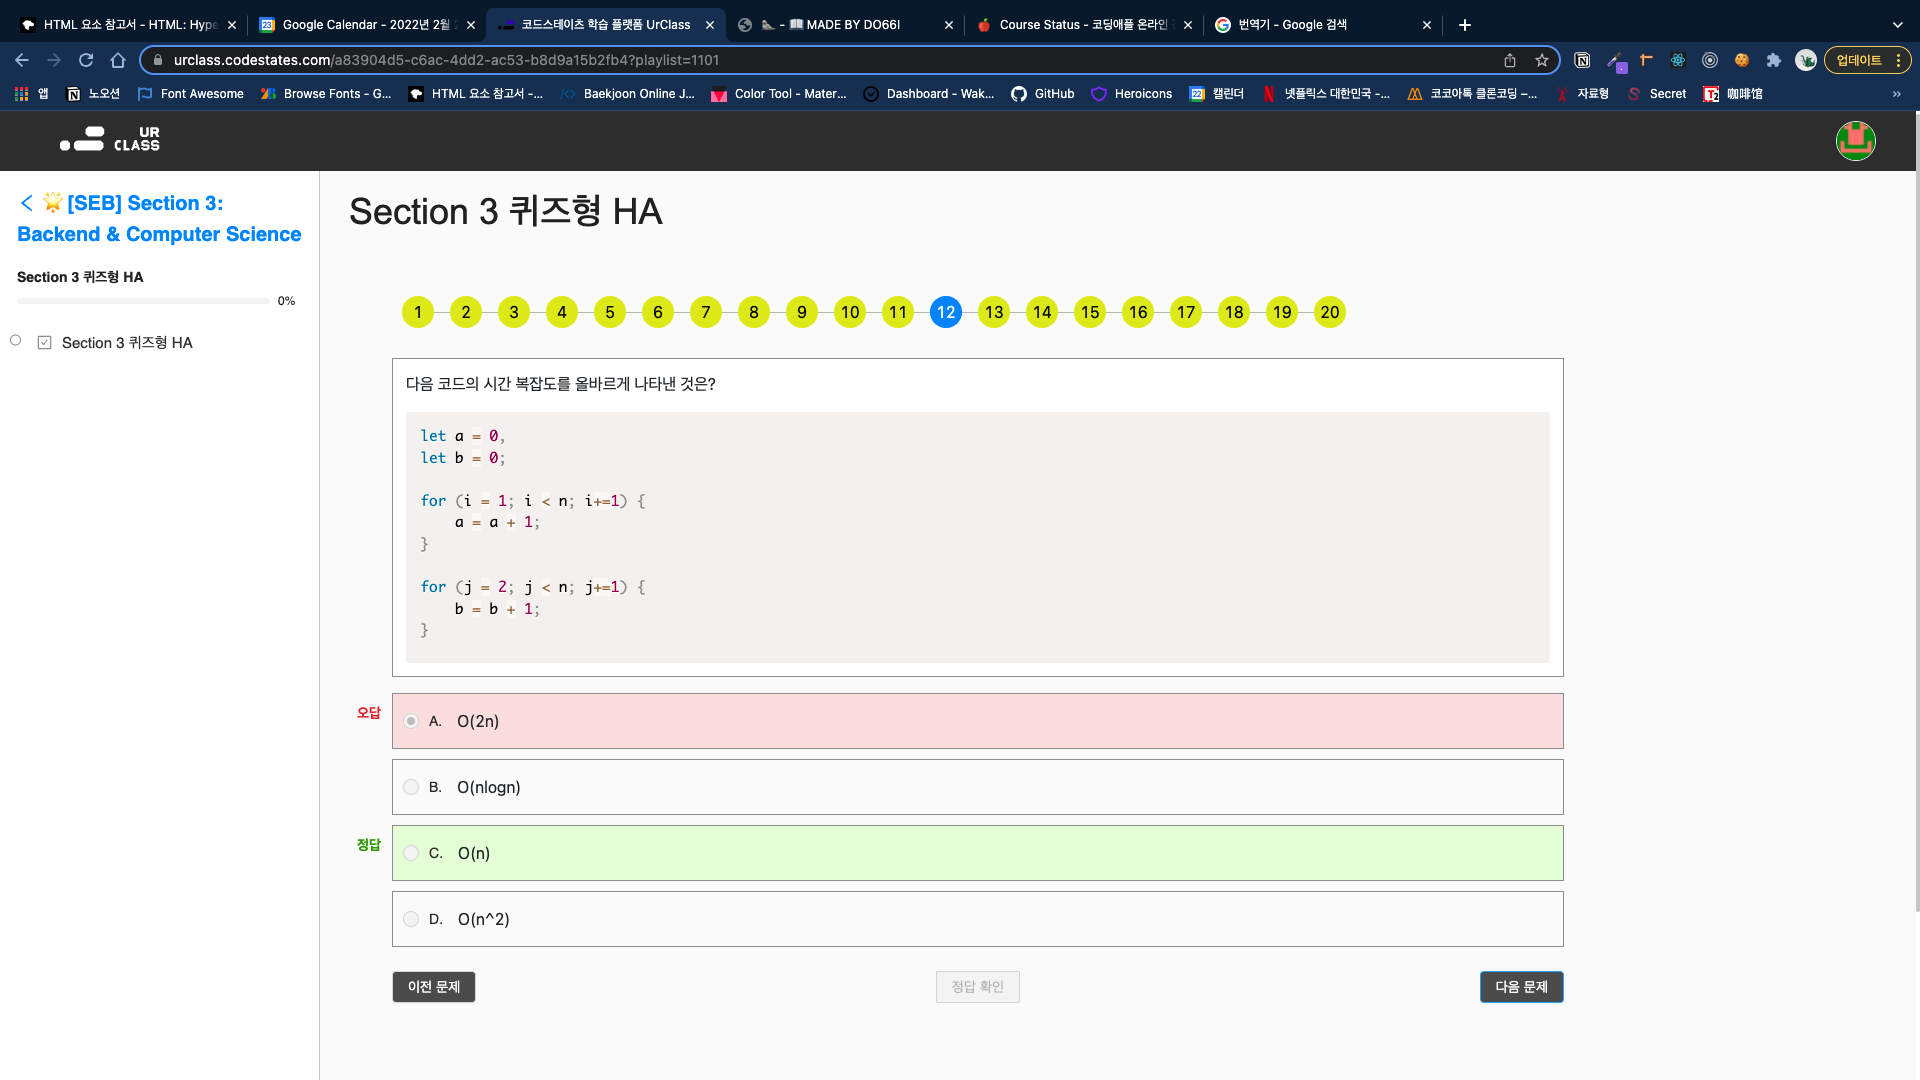 HTML 요소 참고서 - HTML: Hype
Google Calendar - 2022년 2월
코드스테이츠 학습 플랫폼 UrClass
- 📖 MADE BY DO66I
Course Status - 코딩애플 온라인
번역기 - Google 검색
urclass.codestates.com/a83904d5-c6ac-4dd2-ac53-b8d9a15b2fb4?playlist=1101
업데이트
앱
노오션
Font Awesome
Browse Fonts - G...
HTML 요소 참고서 -...
Baekjoon Online J...
Color Tool - Mater...
Dashboard - Wak...
GitHub
Heroicons
캘린더
넷플릭스 대한민국 -...
코코아톡 클론코딩 –...
자료형
Secret
咖啡馆
UR
CLASS
[SEB] Section 3:
Backend & Computer Science
Section 3 퀴즈형 HA
0%
Section 3 퀴즈형 HA
Section 3 퀴즈형 HA
1 2 3 4 5 6 7 8 9 10 11 12 13 14 15 16 17 18 19 20
다음 코드의 시간 복잡도를 올바르게 나타낸 것은?
let a = 0,
let b = 0;
for (i = 1; i < n; i+=1) {
a = a + 1;
}
for (j = 2; j < n; j+=1) {
b = b + 1;
}
오답
A. O(2n)
B. O(nlogn)
정답
C. O(n)
D. O(n^2)
이전 문제
정답 확인
다음 문제